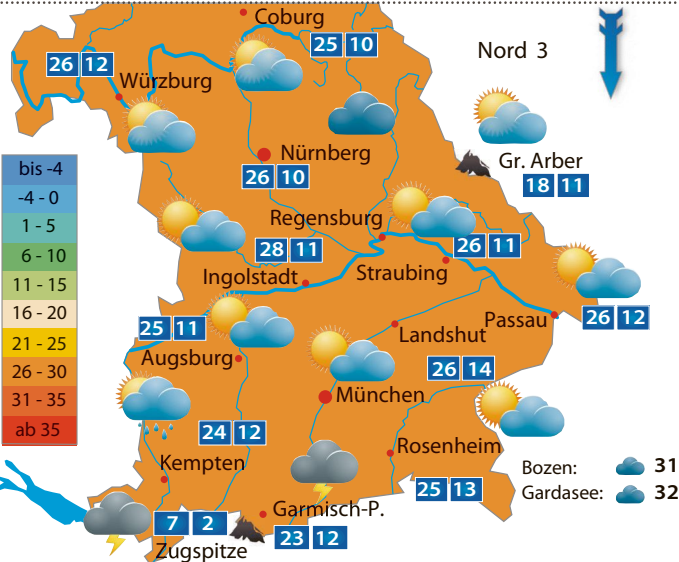 Coburg
25 10
Nord 3
26 12
Würzburg
Nürnberg
26 10
Gr. Arber
18 11
bis -4
-4 - 0
1 - 5
6 - 10
11 - 15
16 - 20
21 - 25
26 - 30
31 - 35
ab 35
Regensburg
28 11
26 11
Ingolstadt
Straubing
25 11
Augsburg
Landshut
Passau
26 12
26 14
München
24 12
Kempten
Rosenheim
25 13
Bozen: 31
Gardasee: 32
7 2
Zugspitze
Garmisch-P.
23 12